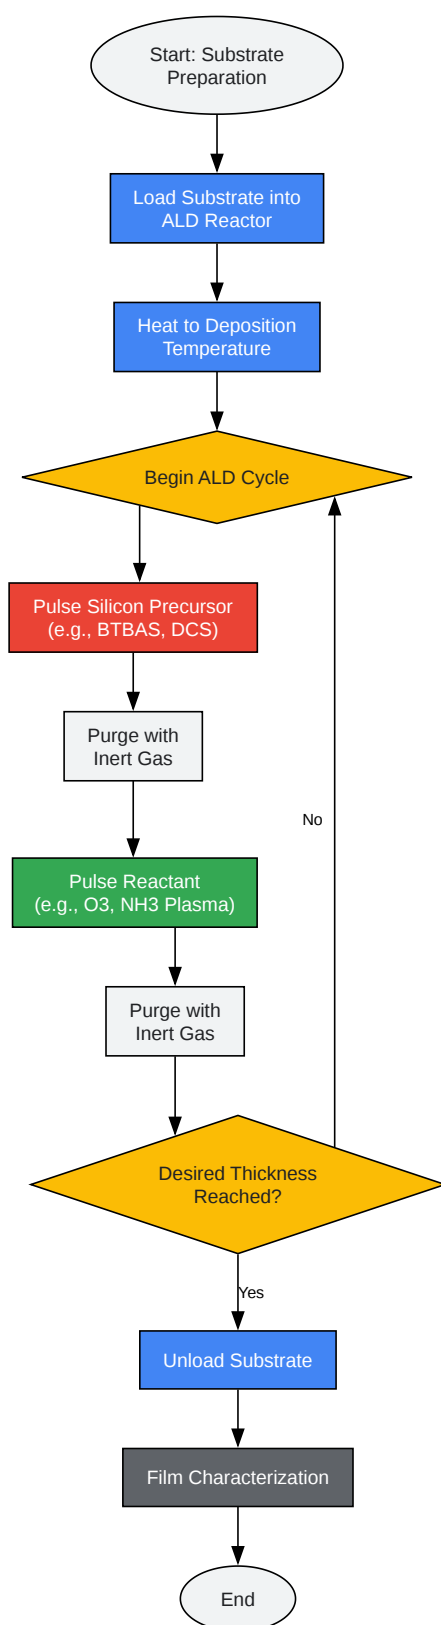 Start: Substrate
Preparation
Load Substrate into
ALD Reactor
Heat to Deposition
Temperature
Begin ALD Cycle
Pulse Silicon Precursor
(e.g., BTBAS, DCS)
Purge with
Inert Gas
No
Pulse Reactant
(e.g., O3, NH3 Plasma)
Purge with
Inert Gas
Desired Thickness
Reached?
Yes
Unload Substrate
Film Characterization
End